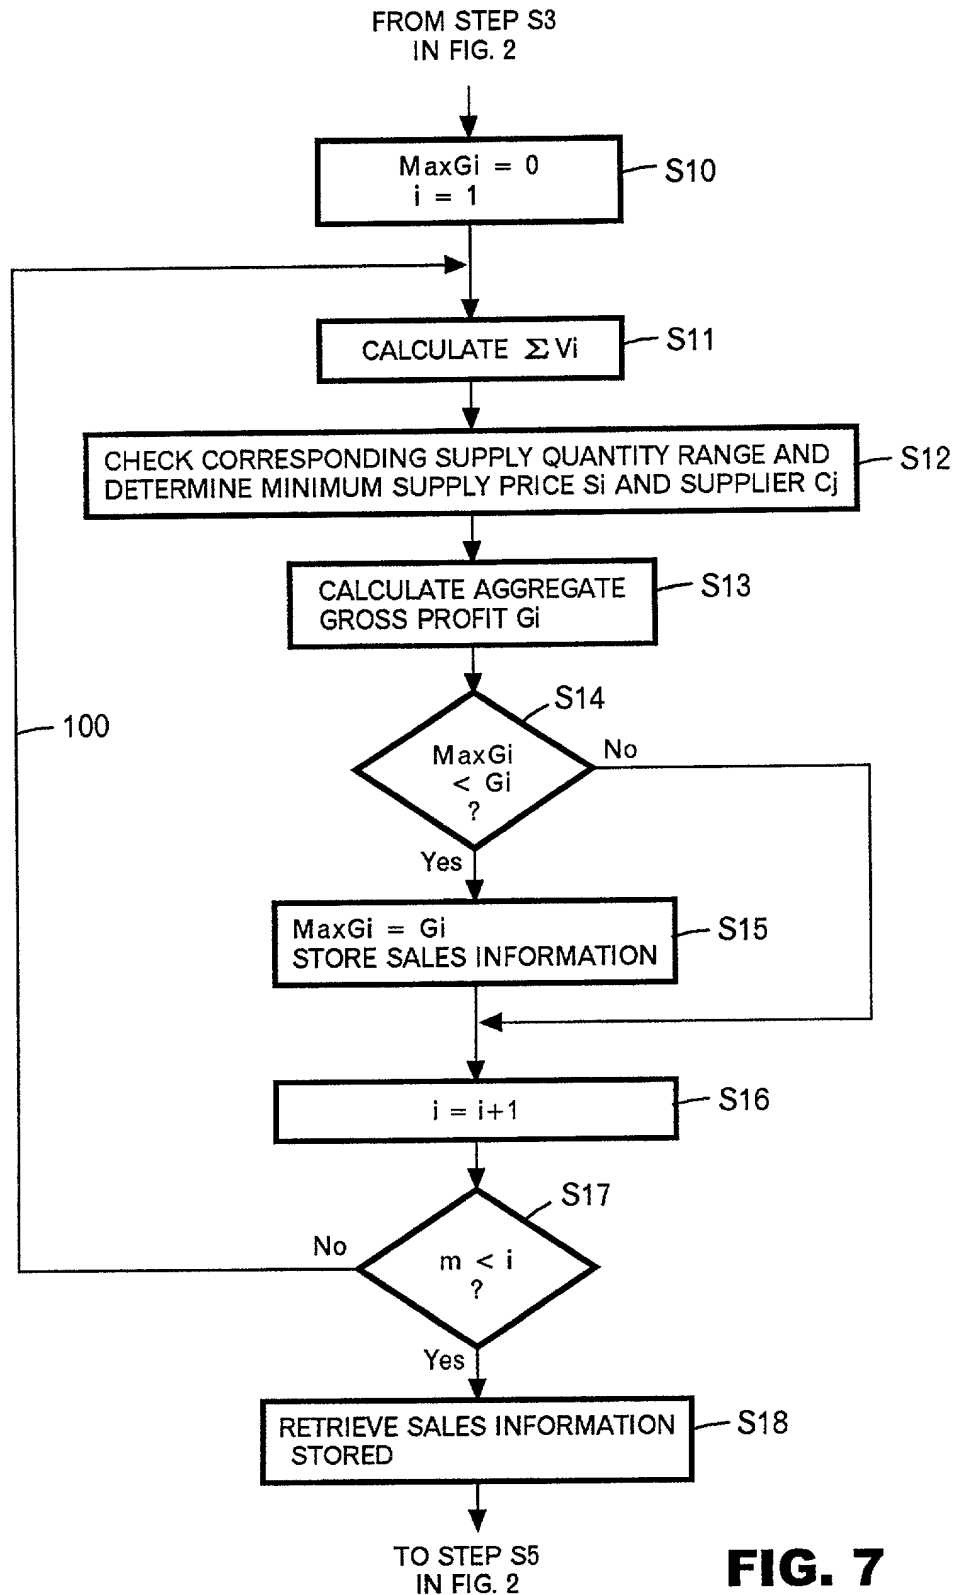 FROM STEP S3
IN FIG. 2
MaxGi = 0
i = 1
S10
CALCULATE Σ Vi
S11
CHECK CORRESPONDING SUPPLY QUANTITY RANGE AND
DETERMINE MINIMUM SUPPLY PRICE Si AND SUPPLIER Cj
S12
CALCULATE AGGREGATE
GROSS PROFIT Gi
S13
S14
MaxGi
< Gi
?
No
100
Yes
MaxGi = Gi
STORE SALES INFORMATION
S15
i = i+1
S16
S17
m < i
?
No
Yes
RETRIEVE SALES INFORMATION
STORED
S18
TO STEP S5
IN FIG. 2
FIG. 7